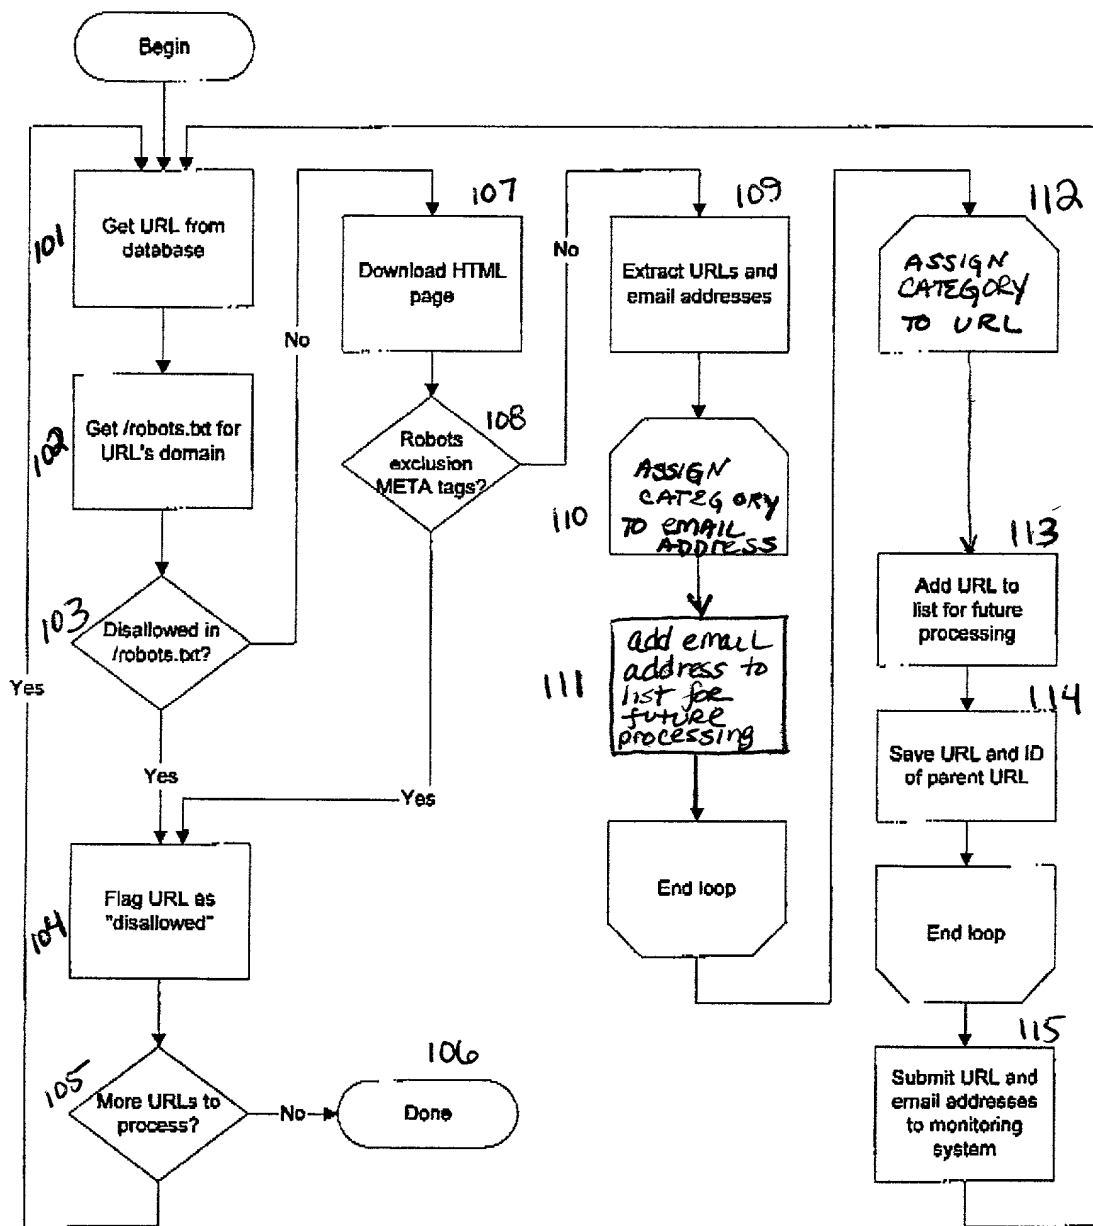 Begin
101
Get URL from
database
102
Get /robots.txt for
URL's domain
103
Disallowed in
/robots.txt?
No
Yes
Yes
104
Flag URL as
"disallowed"
105
More URLs to
process?
No
106
Done
107
Download HTML
page
108
Robots
exclusion
META tags?
No
Yes
109
Extract URLs and
email addresses
110
ASSIGN
CATEGORY
TO EMAIL
ADDRESS
111
add email
address to
list for
future
processing
End loop
112
ASSIGN
CATEGORY
TO URL
113
Add URL to
list for future
processing
114
Save URL and ID
of parent URL
End loop
115
Submit URL and
email addresses
to monitoring
system